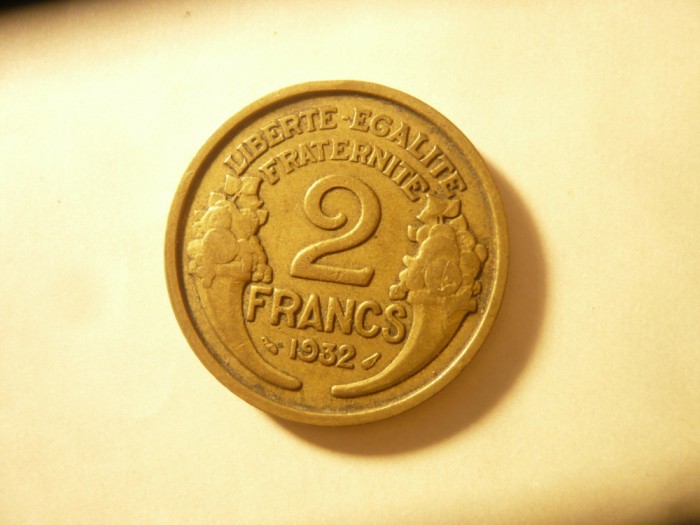 LIBERTE-EGALITE
FRATERNITE
2
FRANCS
1932